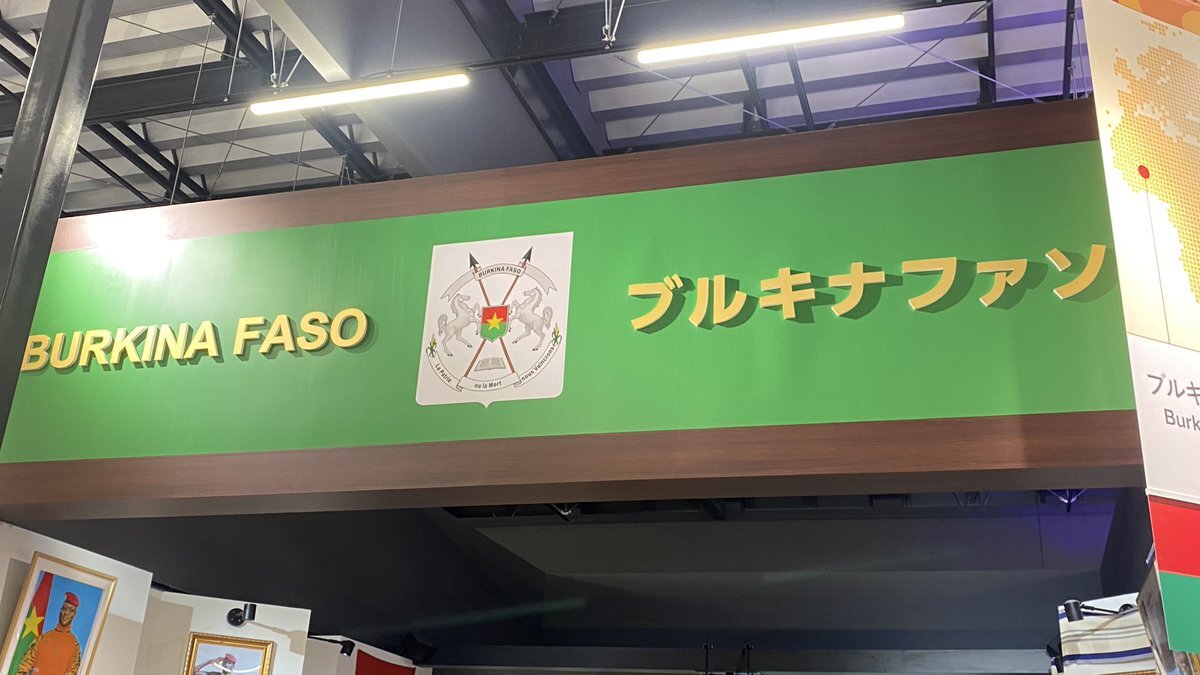 BURKINA FASO
BURKINA FASO
La Patrie ou la Mort nous Vaincrons
ブルキナファン
ブルキ
Burk